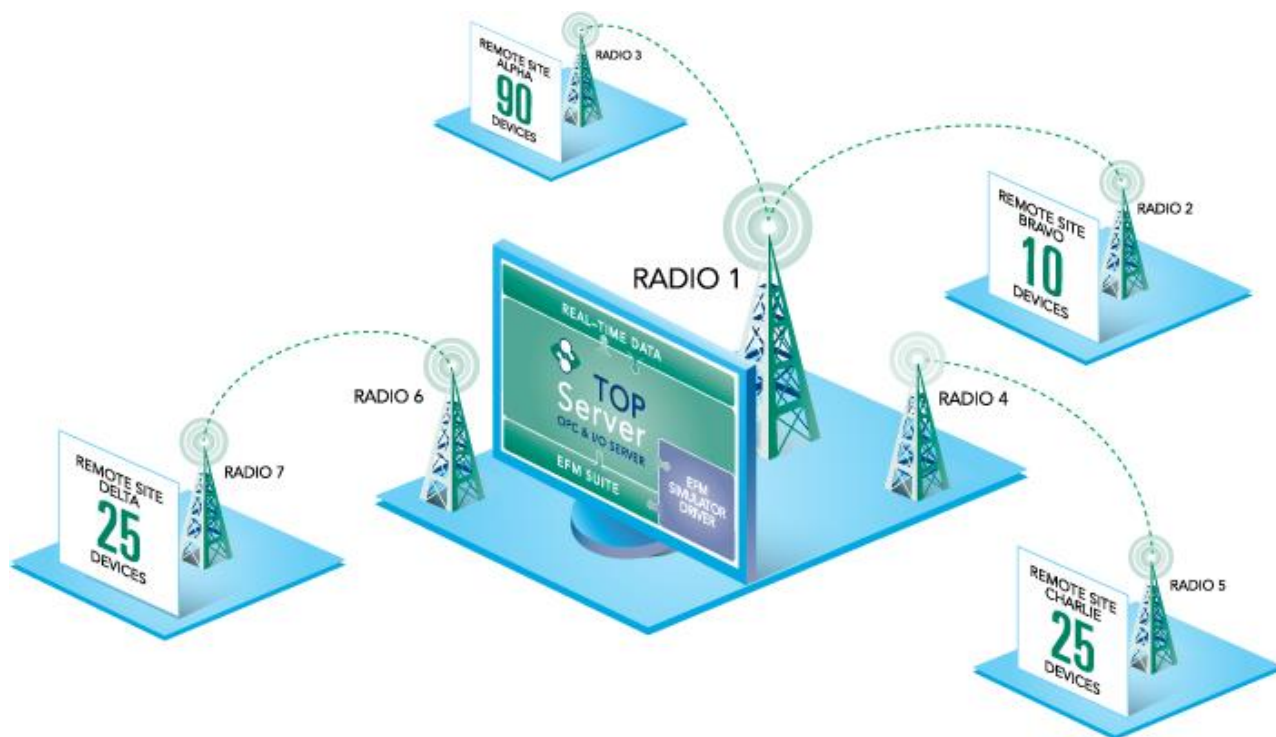 REMOTE SITE
ALPHA
90
DEVICES
RADIO 3
REMOTE SITE
BRAVO
10
DEVICES
RADIO 2
RADIO 1
REAL-TIME DATA
TOP
Server
OPC & I/O SERVER
EFM SUITE
EFM
SIMULATOR
DRIVER
RADIO 6
RADIO 4
REMOTE SITE
DELTA
25
DEVICES
RADIO 7
REMOTE SITE
CHARLIE
25
DEVICES
RADIO 5